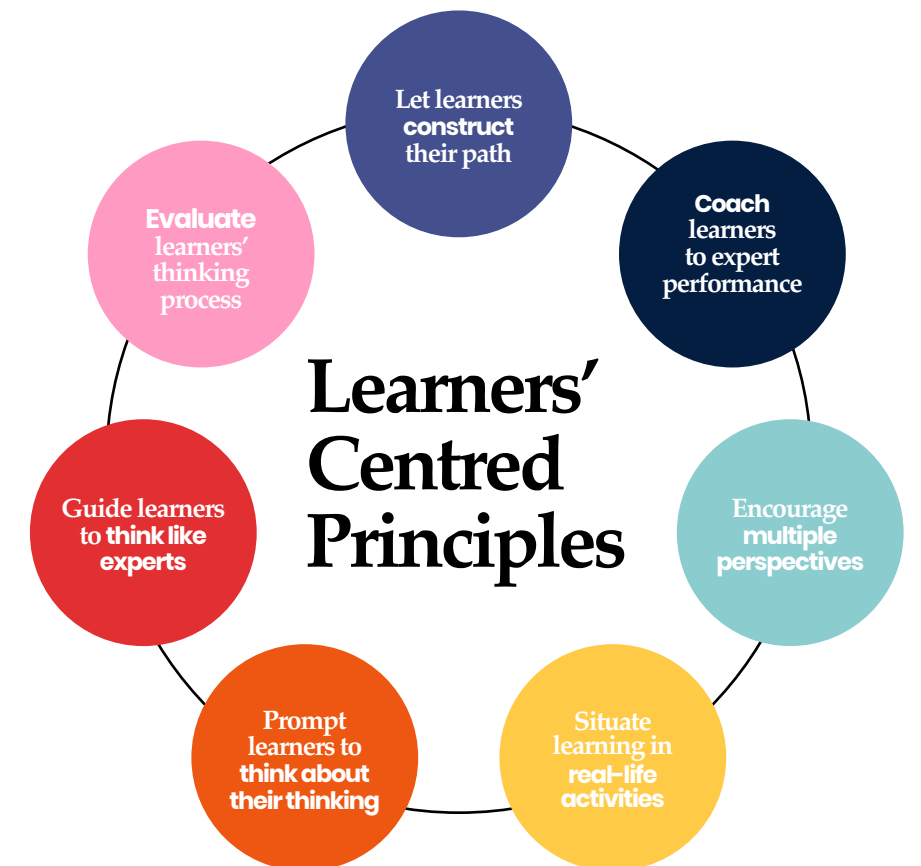 Let learners
construct
their path
Coach
learners
to expert
performance
Encourage
multiple
perspectives
Situate
learning in
real-life
activities
Prompt
learners to
think about
their thinking
Guide learners
to think like
experts
Evaluate
learners’
thinking
process
Learners’
Centred
Principles